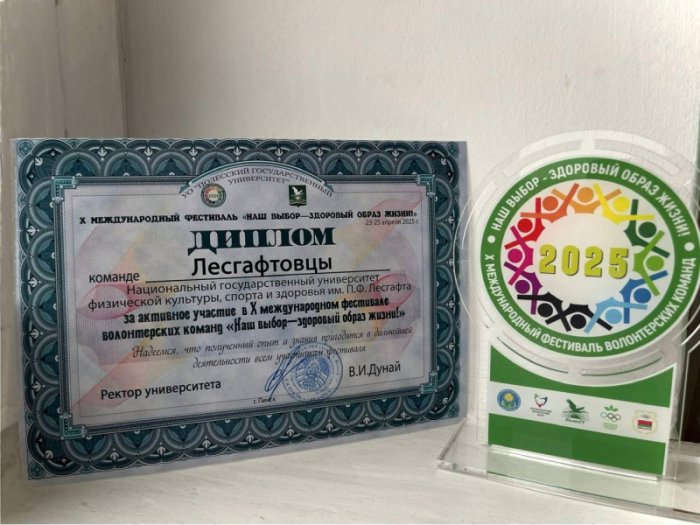 УО "ПОЛЕССКИЙ ГОСУДАРСТВЕННЫЙ
УНИВЕРСИТЕТ"
X МЕЖДУНАРОДНЫЙ ФЕСТИВАЛЬ «НАШ ВЫБОР—ЗДОРОВЫЙ ОБРАЗ ЖИЗНИ!»
23-25 апреля 2025 г.
ДИПЛОМ
команде Лесгафтовцы
Национальный государственный университет
физической культуры, спорта и здоровья им. П.Ф. Лесгафта
за активное участие в X международном фестивале
волонтерских команд «Наш выбор—здоровый образ жизни!»
Надеемся, что полученный опыт и знания пригодятся в дальнейшей
деятельности всем участникам фестиваля
Ректор университета В.И.Дунай
г. Пинск
НАШ ВЫБОР - ЗДОРОВЫЙ ОБРАЗ ЖИЗНИ!
2025
X МЕЖДУНАРОДНЫЙ ФЕСТИВАЛЬ ВОЛОНТЕРСКИХ КОМАНД